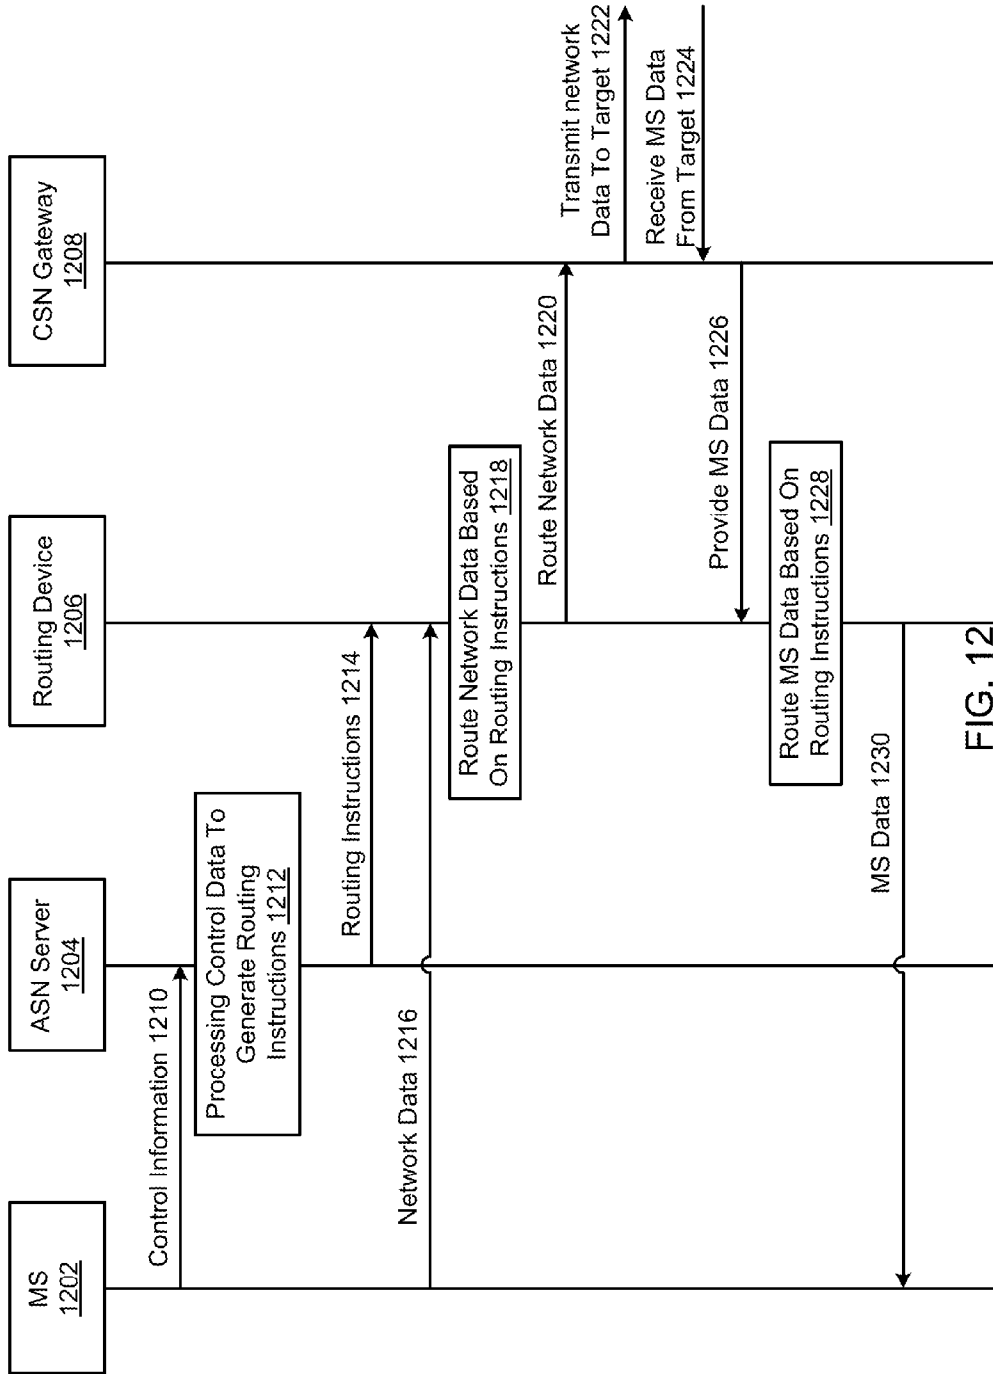 MS
1202
ASN Server
1204
Routing Device
1206
CSN Gateway
1208
Control Information 1210
Processing Control Data To
Generate Routing
Instructions 1212
Routing Instructions 1214
Network Data 1216
Route Network Data Based
On Routing Instructions 1218
Route Network Data 1220
Transmit network
Data To Target 1222
Receive MS Data
From Target 1224
Provide MS Data 1226
Route MS Data Based On
Routing Instructions 1228
MS Data 1230
FIG. 12